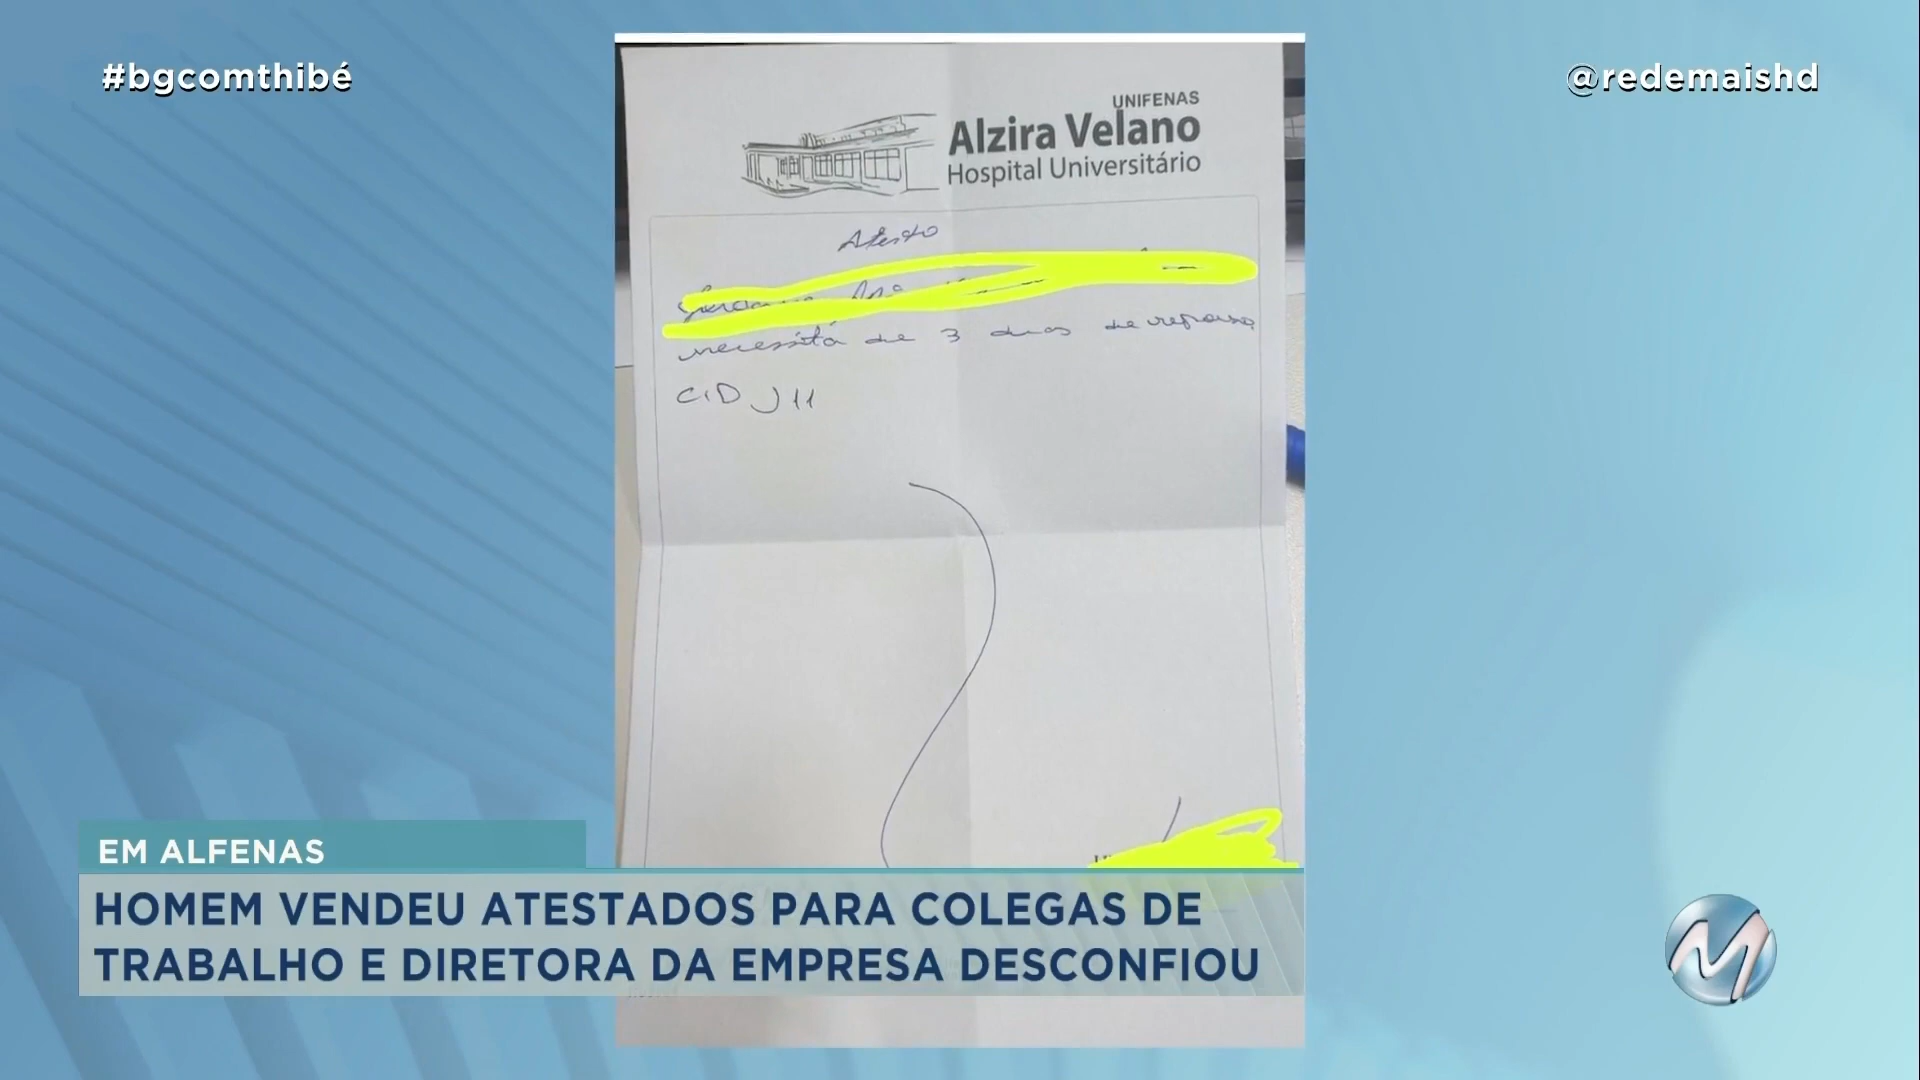 #bgcomthibé
@redemaishd
UNIFENAS
Alzira Velano
Hospital Universitário
Atesto
necessita de 3 dias de repouso
CID J11
EM ALFENAS
HOMEM VENDEU ATESTADOS PARA COLEGAS DE
TRABALHO E DIRETORA DA EMPRESA DESCONFIOU